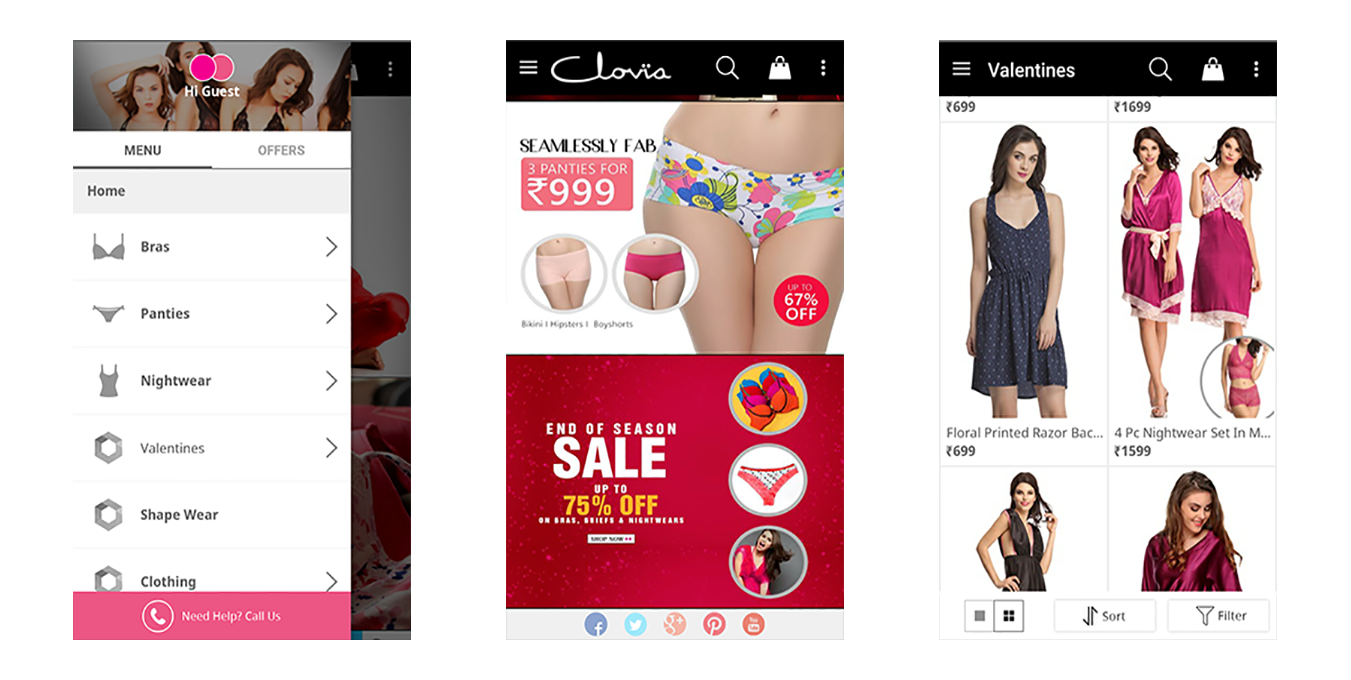 Hi Guest
MENU
OFFERS
Home
Bras
Panties
Nightwear
Valentines
Shape Wear
Clothing
Need Help? Call Us
Clovia
SEAMLESSLY FAB
3 PANTIES FOR
₹999
Bikini I Hipsters I Boyshorts
UP TO
67%
OFF
END OF SEASON
SALE
UP TO
75% OFF
ON BRAS, BRIEFS & NIGHTWEARS
SHOP NOW
f
g+
You
Tube
Valentines
₹699
₹1699
Floral Printed Razor Bac...
₹699
4 Pc Nightwear Set In M...
₹1599
Sort
Filter